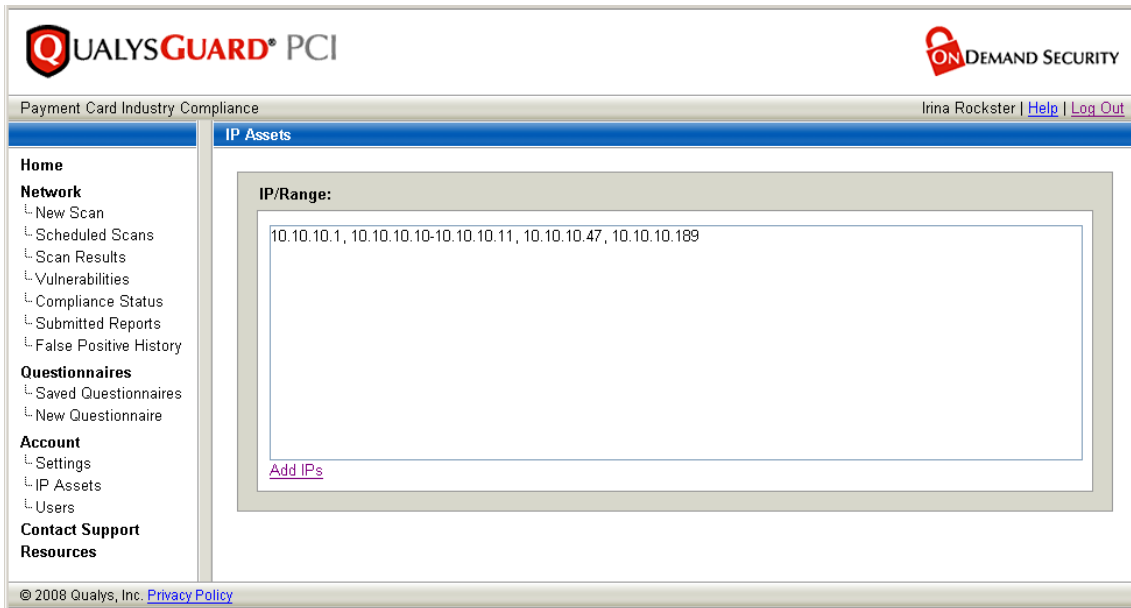 QUALYSGUARD® PCI
ON DEMAND SECURITY
Payment Card Industry Compliance
Irina Rockster | Help | Log Out
IP Assets
Home
Network
New Scan
Scheduled Scans
Scan Results
Vulnerabilities
Compliance Status
Submitted Reports
False Positive History
Questionnaires
Saved Questionnaires
New Questionnaire
Account
Settings
IP Assets
Users
Contact Support
Resources
IP/Range:
10.10.10.1, 10.10.10.10-10.10.10.11, 10.10.10.47, 10.10.10.189
Add IPs
© 2008 Qualys, Inc. Privacy Policy